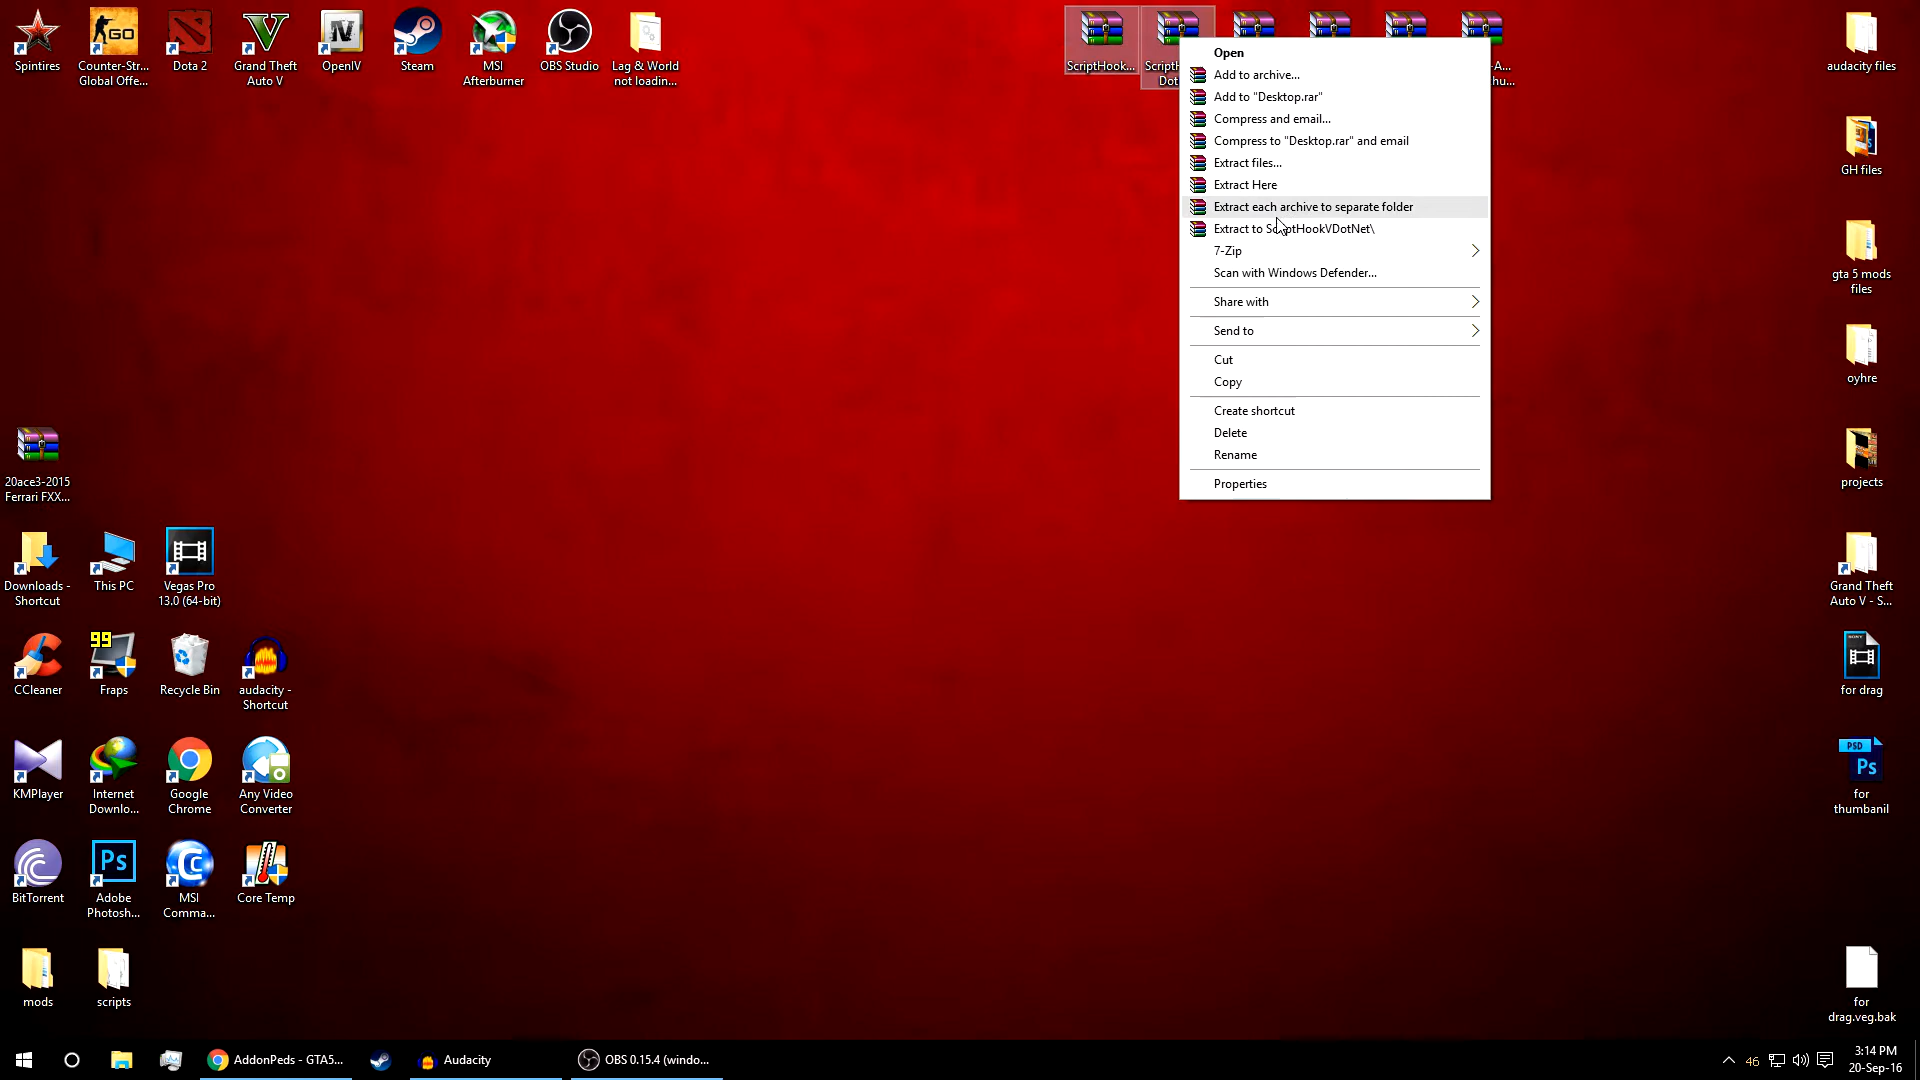 Spintires
Counter-Str...
Global Offe...
GO
Dota 2
Grand Theft
Auto V
OpenIV
Steam
MSI
Afterburner
OBS Studio
Lag & World
not loadin...
ScriptHook...
ScriptH
Dot
-A...
hu...
Open
Add to archive...
Add to "Desktop.rar"
Compress and email...
Compress to "Desktop.rar" and email
Extract files...
Extract Here
Extract each archive to separate folder
Extract to ScriptHookVDotNet\
7-Zip
Scan with Windows Defender...
Share with
Send to
Cut
Copy
Create shortcut
Delete
Rename
Properties
audacity files
GH files
gta 5 mods
files
oyhre
projects
Grand Theft
Auto V - S...
for drag
PSD
Ps
for
thumbanil
for
drag.veg.bak
20ace3-2015
Ferrari FXX...
Downloads -
Shortcut
This PC
Vegas Pro
13.0 (64-bit)
CCleaner
99
Fraps
Recycle Bin
audacity -
Shortcut
KMPlayer
Internet
Downlo...
Google
Chrome
Any Video
Converter
BitTorrent
Ps
Adobe
Photosh...
MSI
Comma...
Core Temp
mods
scripts
AddonPeds - GTA5...
Audacity
OBS 0.15.4 (windo...
46
3:14 PM
20-Sep-16